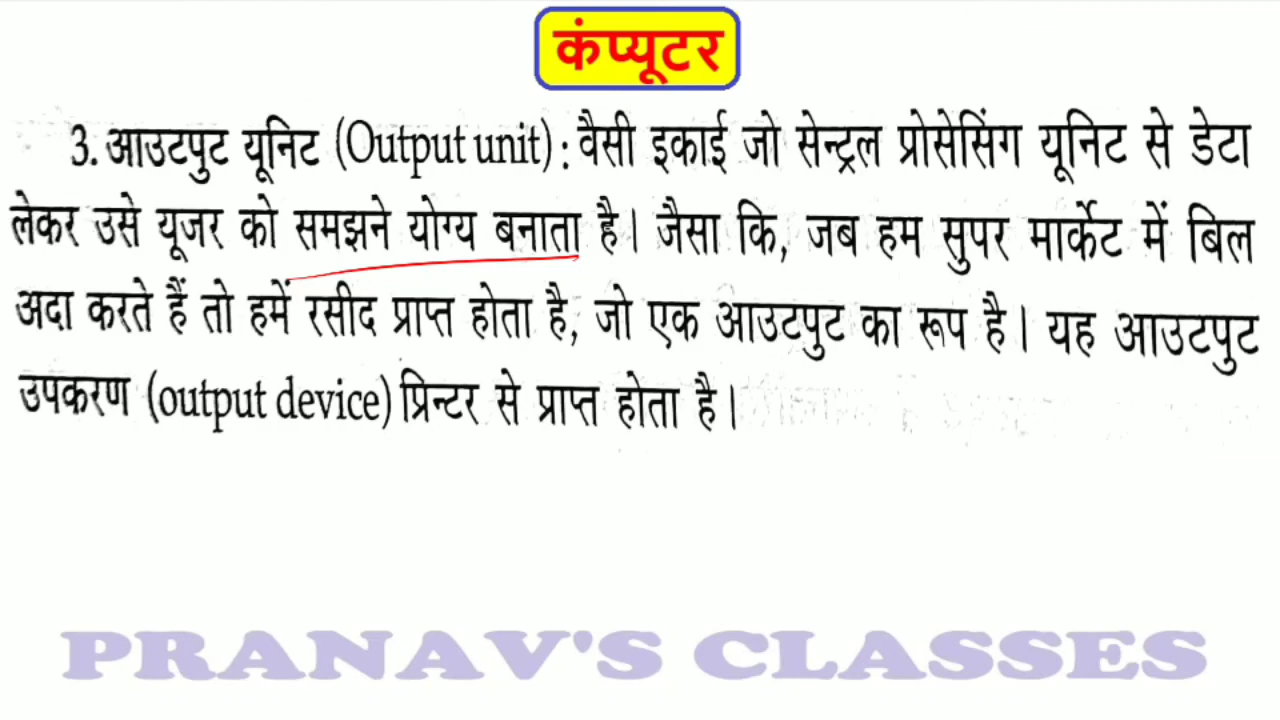 कंप्यूटर
3. आउटपुट यूनिट (Output unit) : वैसी इकाई जो सेन्ट्रल प्रोसेसिंग यूनिट से डेटा
लेकर उसे यूजर को समझने योग्य बनाता है। जैसा कि, जब हम सुपर मार्केट में बिल
अदा करते हैं तो हमें रसीद प्राप्त होता है, जो एक आउटपुट का रूप है। यह आउटपुट
उपकरण (output device) प्रिन्टर से प्राप्त होता है।
PRANAV'S CLASSES